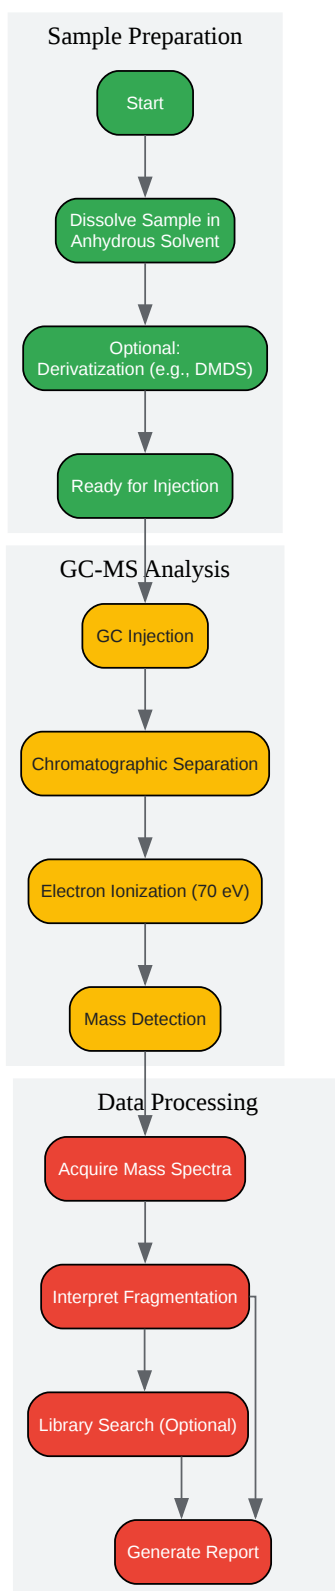 Sample Preparation
Start
Dissolve Sample in
Anhydrous Solvent
Optional:
Derivatization (e.g., DMDS)
Ready for Injection
GC-MS Analysis
GC Injection
Chromatographic Separation
Electron Ionization (70 eV)
Mass Detection
Data Processing
Acquire Mass Spectra
Interpret Fragmentation
Library Search (Optional)
Generate Report